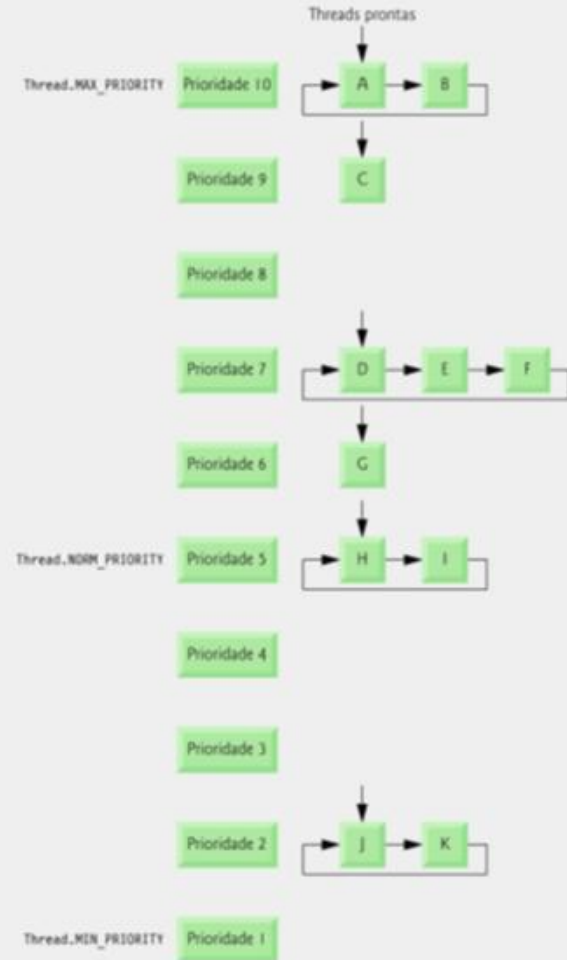 Threads prontas
Thread.MAX_PRIORITY Prioridade 10 A B
Prioridade 9 C
Prioridade 8
Prioridade 7 D E F
Prioridade 6 G
Thread.NORM_PRIORITY Prioridade 5 H I
Prioridade 4
Prioridade 3
Prioridade 2 J K
Thread.MIN_PRIORITY Prioridade 1